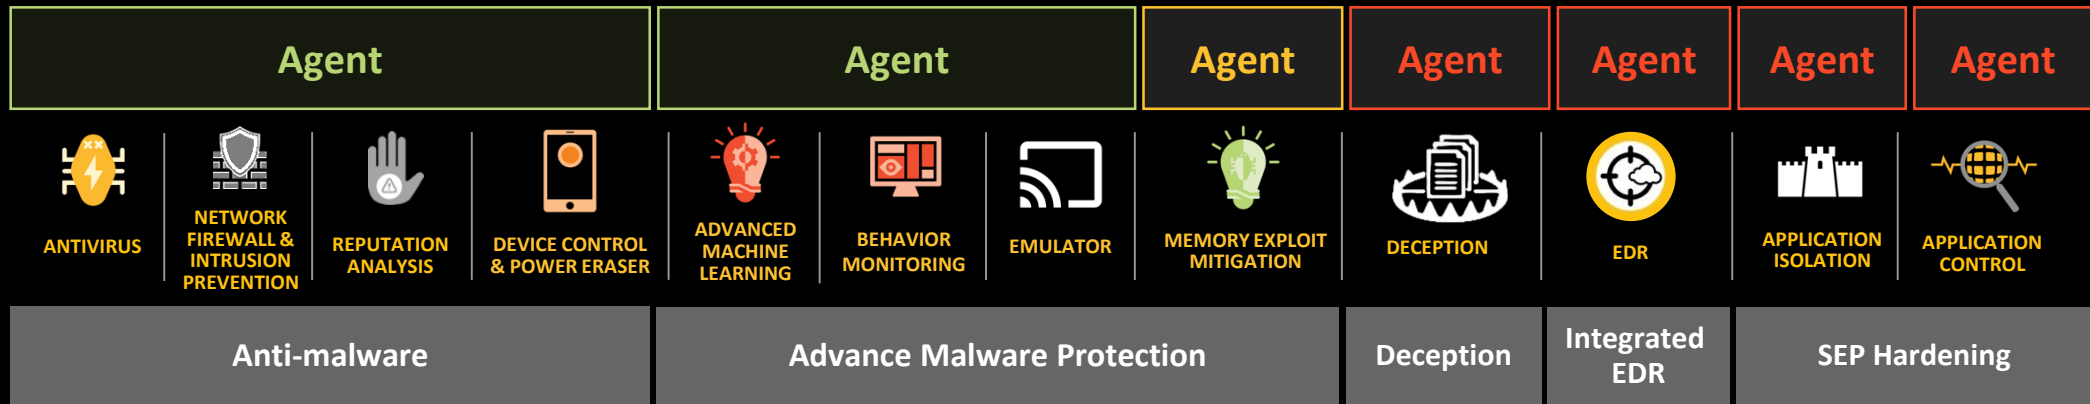 Agent
Agent
Agent
Agent
Agent
Agent
Agent
ANTIVIRUS
NETWORK
FIREWALL &
INTRUSION
PREVENTION
REPUTATION
ANALYSIS
DEVICE CONTROL
& POWER ERASER
ADVANCED
MACHINE
LEARNING
BEHAVIOR
MONITORING
EMULATOR
MEMORY EXPLOIT
MITIGATION
DECEPTION
EDR
APPLICATION
ISOLATION
APPLICATION
CONTROL
Anti-malware
Advance Malware Protection
Deception
Integrated
EDR
SEP Hardening